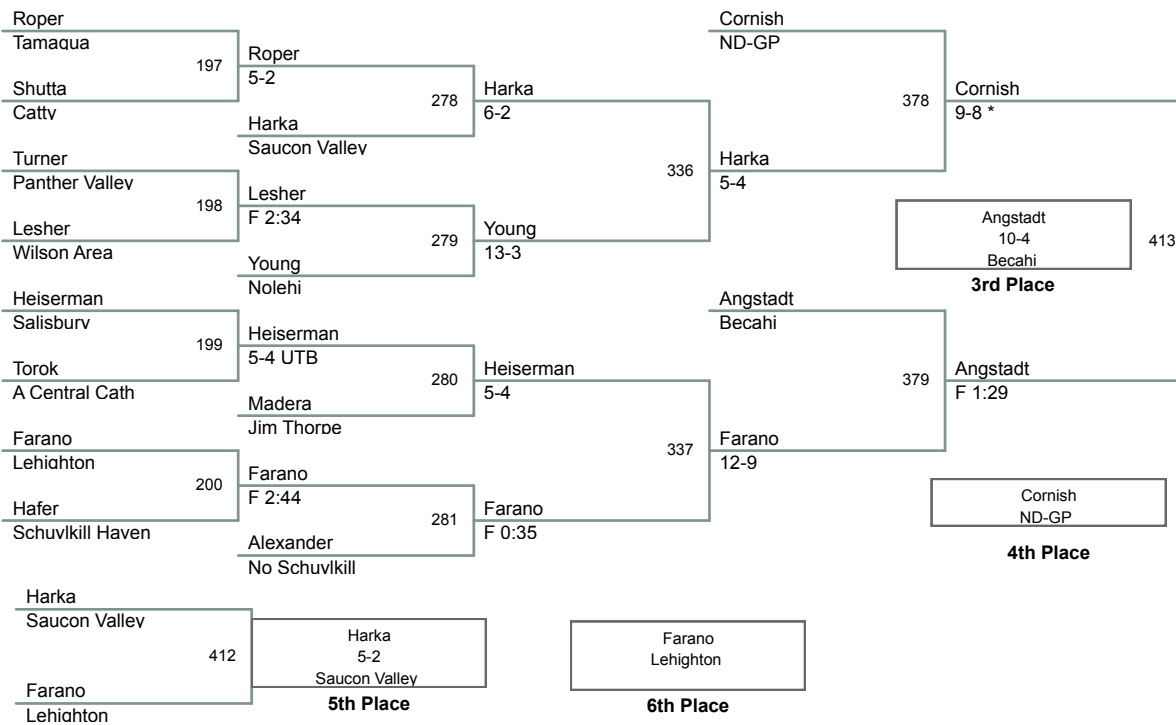 Roper
Tamaqua
197
Shutta
Catty
Turner
Panther Valley
198
Lesher
Wilson Area
Heiserman
Salisbury
199
Torok
A Central Cath
Farano
Lehighton
200
Hafer
Schuylkill Haven
Roper
5-2
278
Harka
Saucon Valley
Lesher
F 2:34
279
Young
Nolehi
Heiserman
5-4 UTB
280
Madera
Jim Thorpe
Farano
F 2:44
281
Alexander
No Schuylkill
Harka
6-2
336
Young
13-3
Heiserman
5-4
337
Farano
F 0:35
Cornish
ND-GP
378
Harka
5-4
Angstadt
Becahi
379
Farano
12-9
Cornish
9-8 *
Angstadt
10-4
Becahi
413
3rd Place
Angstadt
F 1:29
Cornish
ND-GP
4th Place
Harka
Saucon Valley
412
Farano
Lehighton
Harka
5-2
Saucon Valley
5th Place
Farano
Lehighton
6th Place